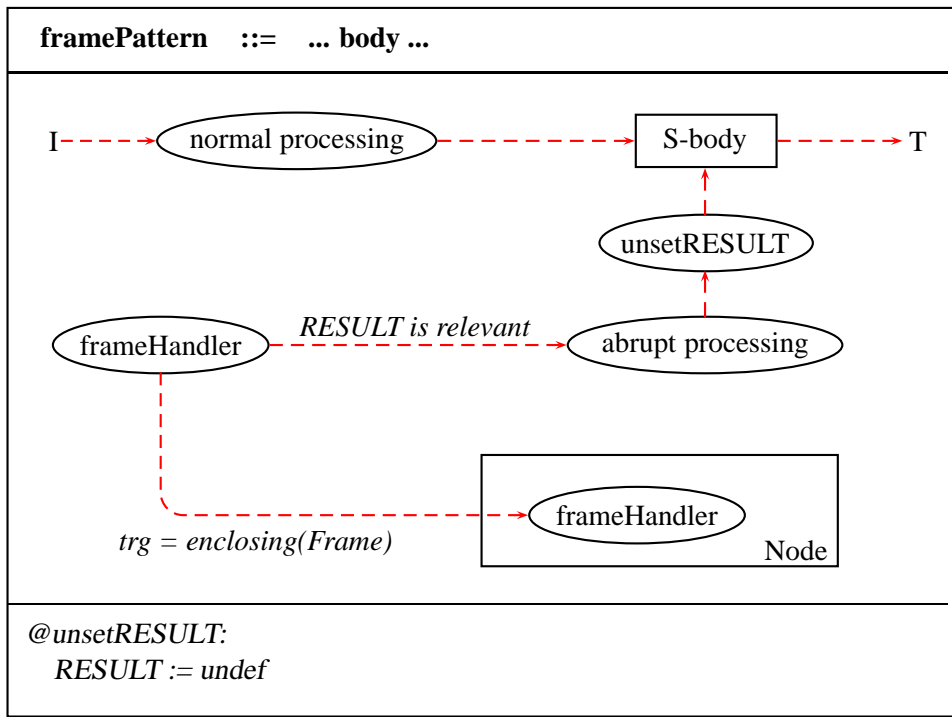 framePattern ::= ... body ...
I normal processing S-body T
unsetRESULT
RESULT is relevant
frameHandler abrupt processing
frameHandler
trg = enclosing(Frame)
Node
@unsetRESULT:
RESULT := undef